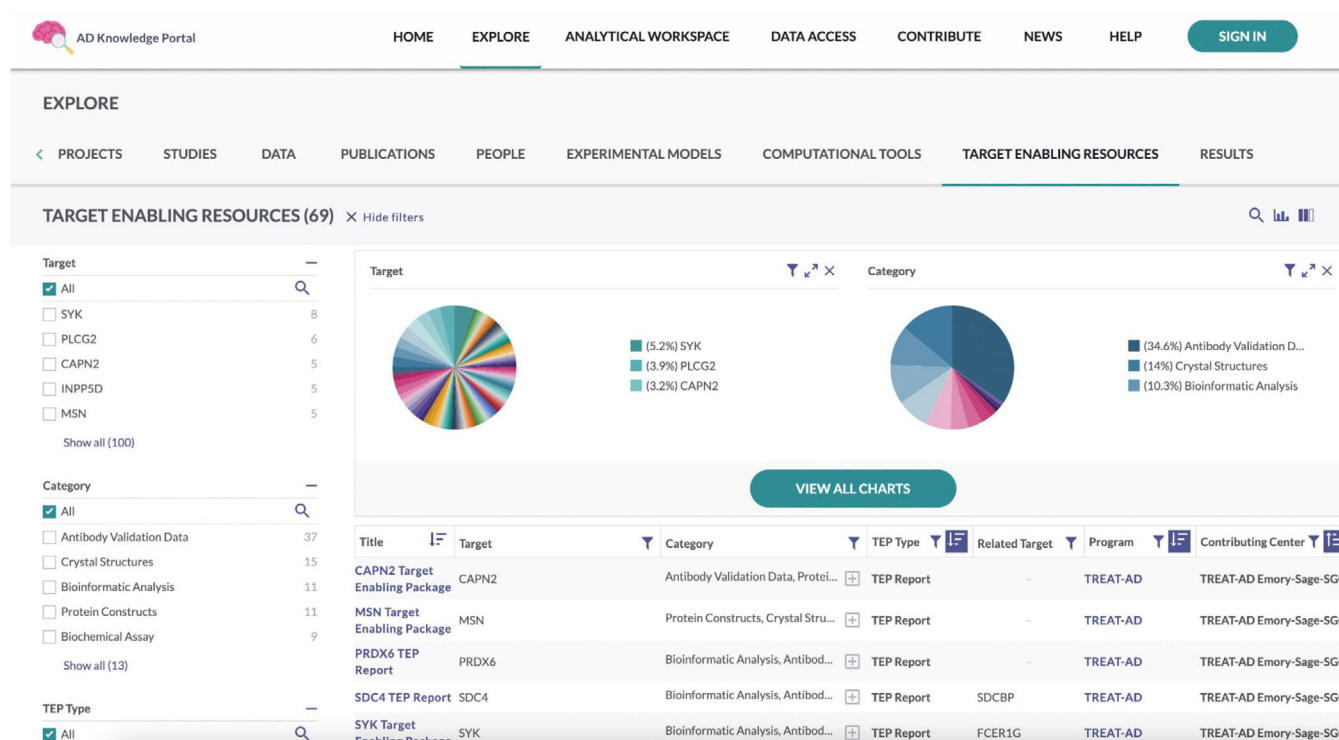 AD Knowledge Portal
HOME EXPLORE ANALYTICAL WORKSPACE DATA ACCESS CONTRIBUTE NEWS HELP SIGN IN
EXPLORE
PROJECTS STUDIES DATA PUBLICATIONS PEOPLE EXPERIMENTAL MODELS COMPUTATIONAL TOOLS TARGET ENABLING RESOURCES RESULTS
TARGET ENABLING RESOURCES (69) Hide filters
Target
All
SYK 8
PLCG2 6
CAPN2 5
INPP5D 5
MSN 5
Show all (100)
Category
All
Antibody Validation Data 37
Crystal Structures 15
Bioinformatic Analysis 11
Protein Constructs 11
Biochemical Assay 9
Show all (13)
TEP Type
All
Target
(5.2%) SYK
(3.9%) PLCG2
(3.2%) CAPN2
Category
(34.6%) Antibody Validation D...
(14%) Crystal Structures
(10.3%) Bioinformatic Analysis
VIEW ALL CHARTS
Title Target Category TEP Type Related Target Program Contributing Center
CAPN2 Target
Enabling Package CAPN2 Antibody Validation Data, Protei... TEP Report – TREAT-AD TREAT-AD Emory-Sage-SG
MSN Target
Enabling Package MSN Protein Constructs, Crystal Stru... TEP Report – TREAT-AD TREAT-AD Emory-Sage-SG
PRDX6 TEP
Report PRDX6 Bioinformatic Analysis, Antibod... TEP Report – TREAT-AD TREAT-AD Emory-Sage-SG
SDC4 TEP Report SDC4 Bioinformatic Analysis, Antibod... TEP Report SDCBP TREAT-AD TREAT-AD Emory-Sage-SG
SYK Target
Enabling Package SYK Bioinformatic Analysis, Antibod... TEP Report FCER1G TREAT-AD TREAT-AD Emory-Sage-SG